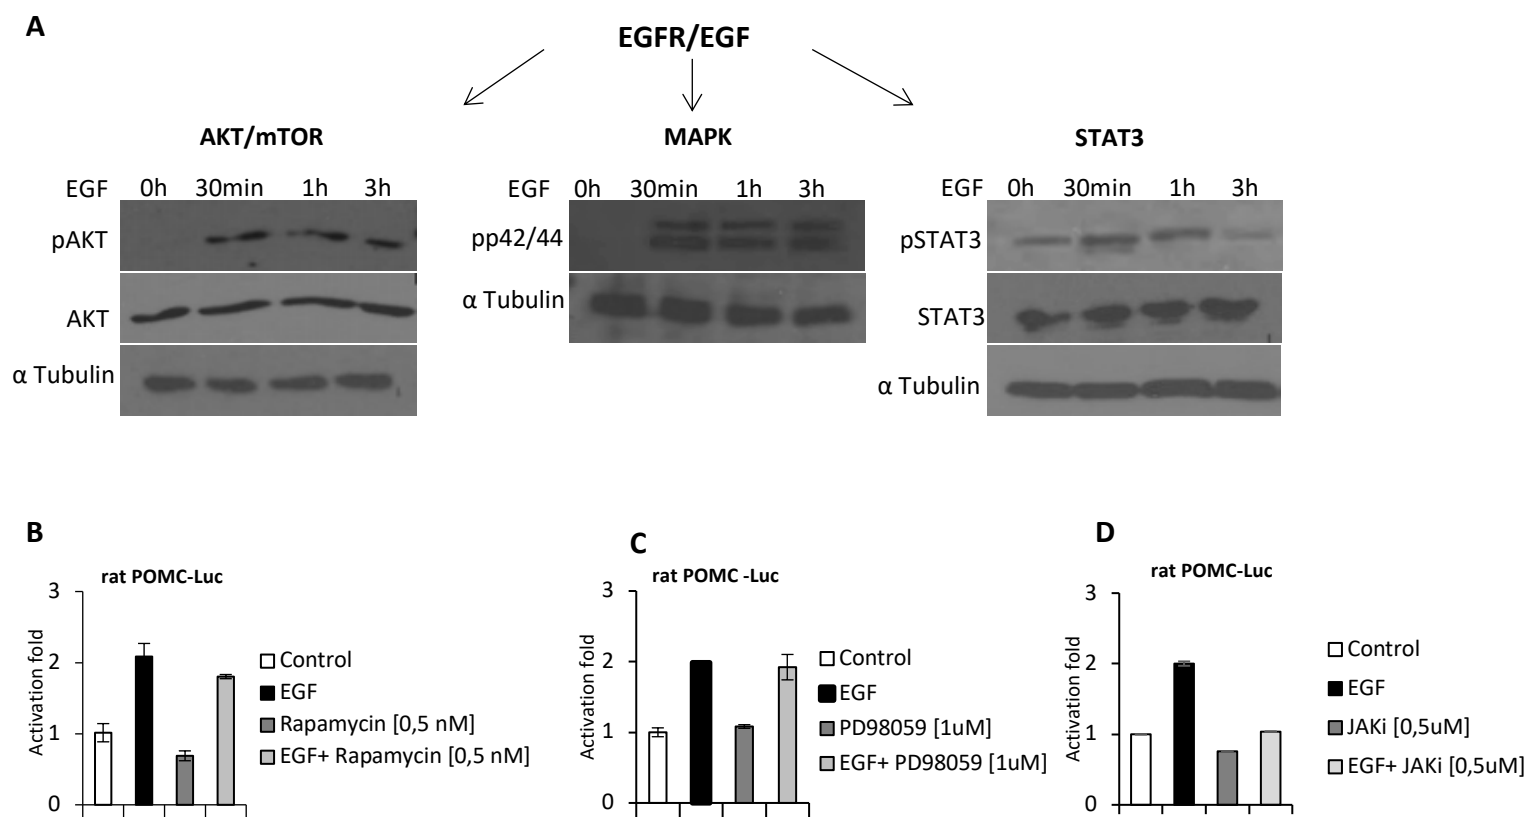 A
EGFR/EGF
AKT/mTOR
EGF 0h 30min 1h 3h
pAKT
AKT
α Tubulin
MAPK
EGF 0h 30min 1h 3h
pp42/44
α Tubulin
STAT3
EGF 0h 30min 1h 3h
pSTAT3
STAT3
α Tubulin
B
rat POMC-Luc
Activation fold
3
2
1
0
Control
EGF
Rapamycin [0,5 nM]
EGF+ Rapamycin [0,5 nM]
C
rat POMC -Luc
Activation fold
3
2
1
0
Control
EGF
PD98059 [1uM]
EGF+ PD98059 [1uM]
D
rat POMC-Luc
Activation fold
3
2
1
0
Control
EGF
JAKi [0,5uM]
EGF+ JAKi [0,5uM]